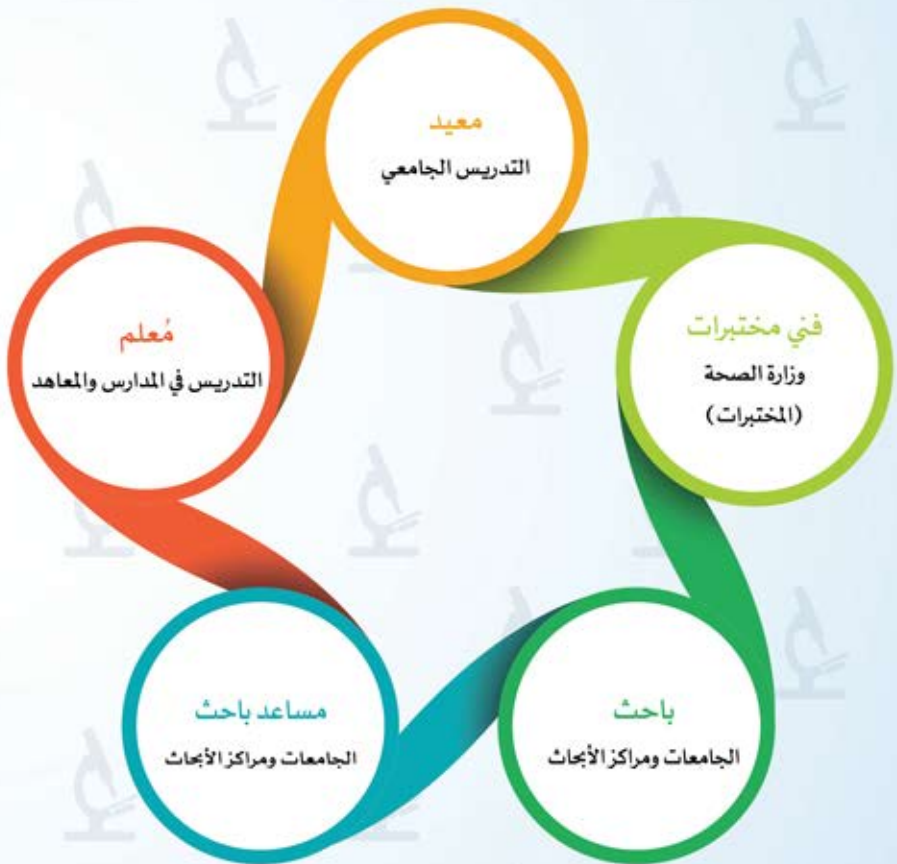 معيد
التدريس الجامعي
فني مختبرات
وزارة الصحة
(المختبرات)
مُعلم
التدريس في المدارس والمعاهد
باحث
الجامعات ومراكز الأبحاث
مساعد باحث
الجامعات ومراكز الأبحاث